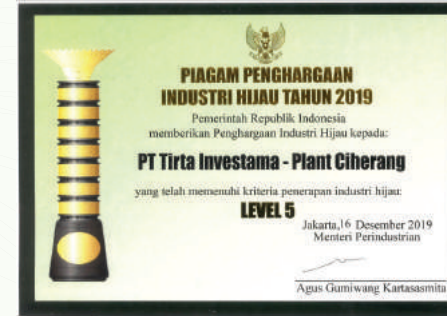 PIAGAM PENGHARGAAN
INDUSTRI HIJAU TAHUN 2019
Pemerintah Republik Indonesia
memberikan Penghargaan Industri Hijau kepada:
PT Tirta Investama - Plant Ciherang
yang telah memenuhi kriteria penerapan industri hijau:
LEVEL 5
Jakarta,16 Desember 2019
Menteri Perindustrian
Agus Gumiwang Kartasasmita